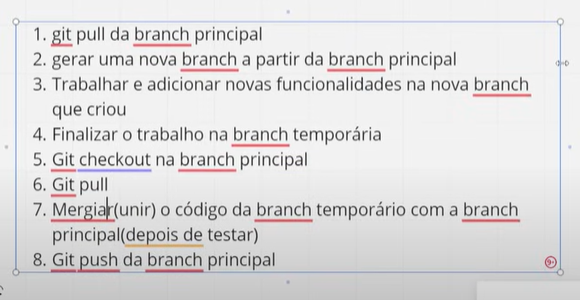 1. git pull da branch principal
2. gerar uma nova branch a partir da branch principal
3. Trabalhar e adicionar novas funcionalidades na nova branch
que criou
4. Finalizar o trabalho na branch temporária
5. Git checkout na branch principal
6. Git pull
7. Mergiar(unir) o código da branch temporário com a branch
principal(depois de testar)
8. Git push da branch principal
9+